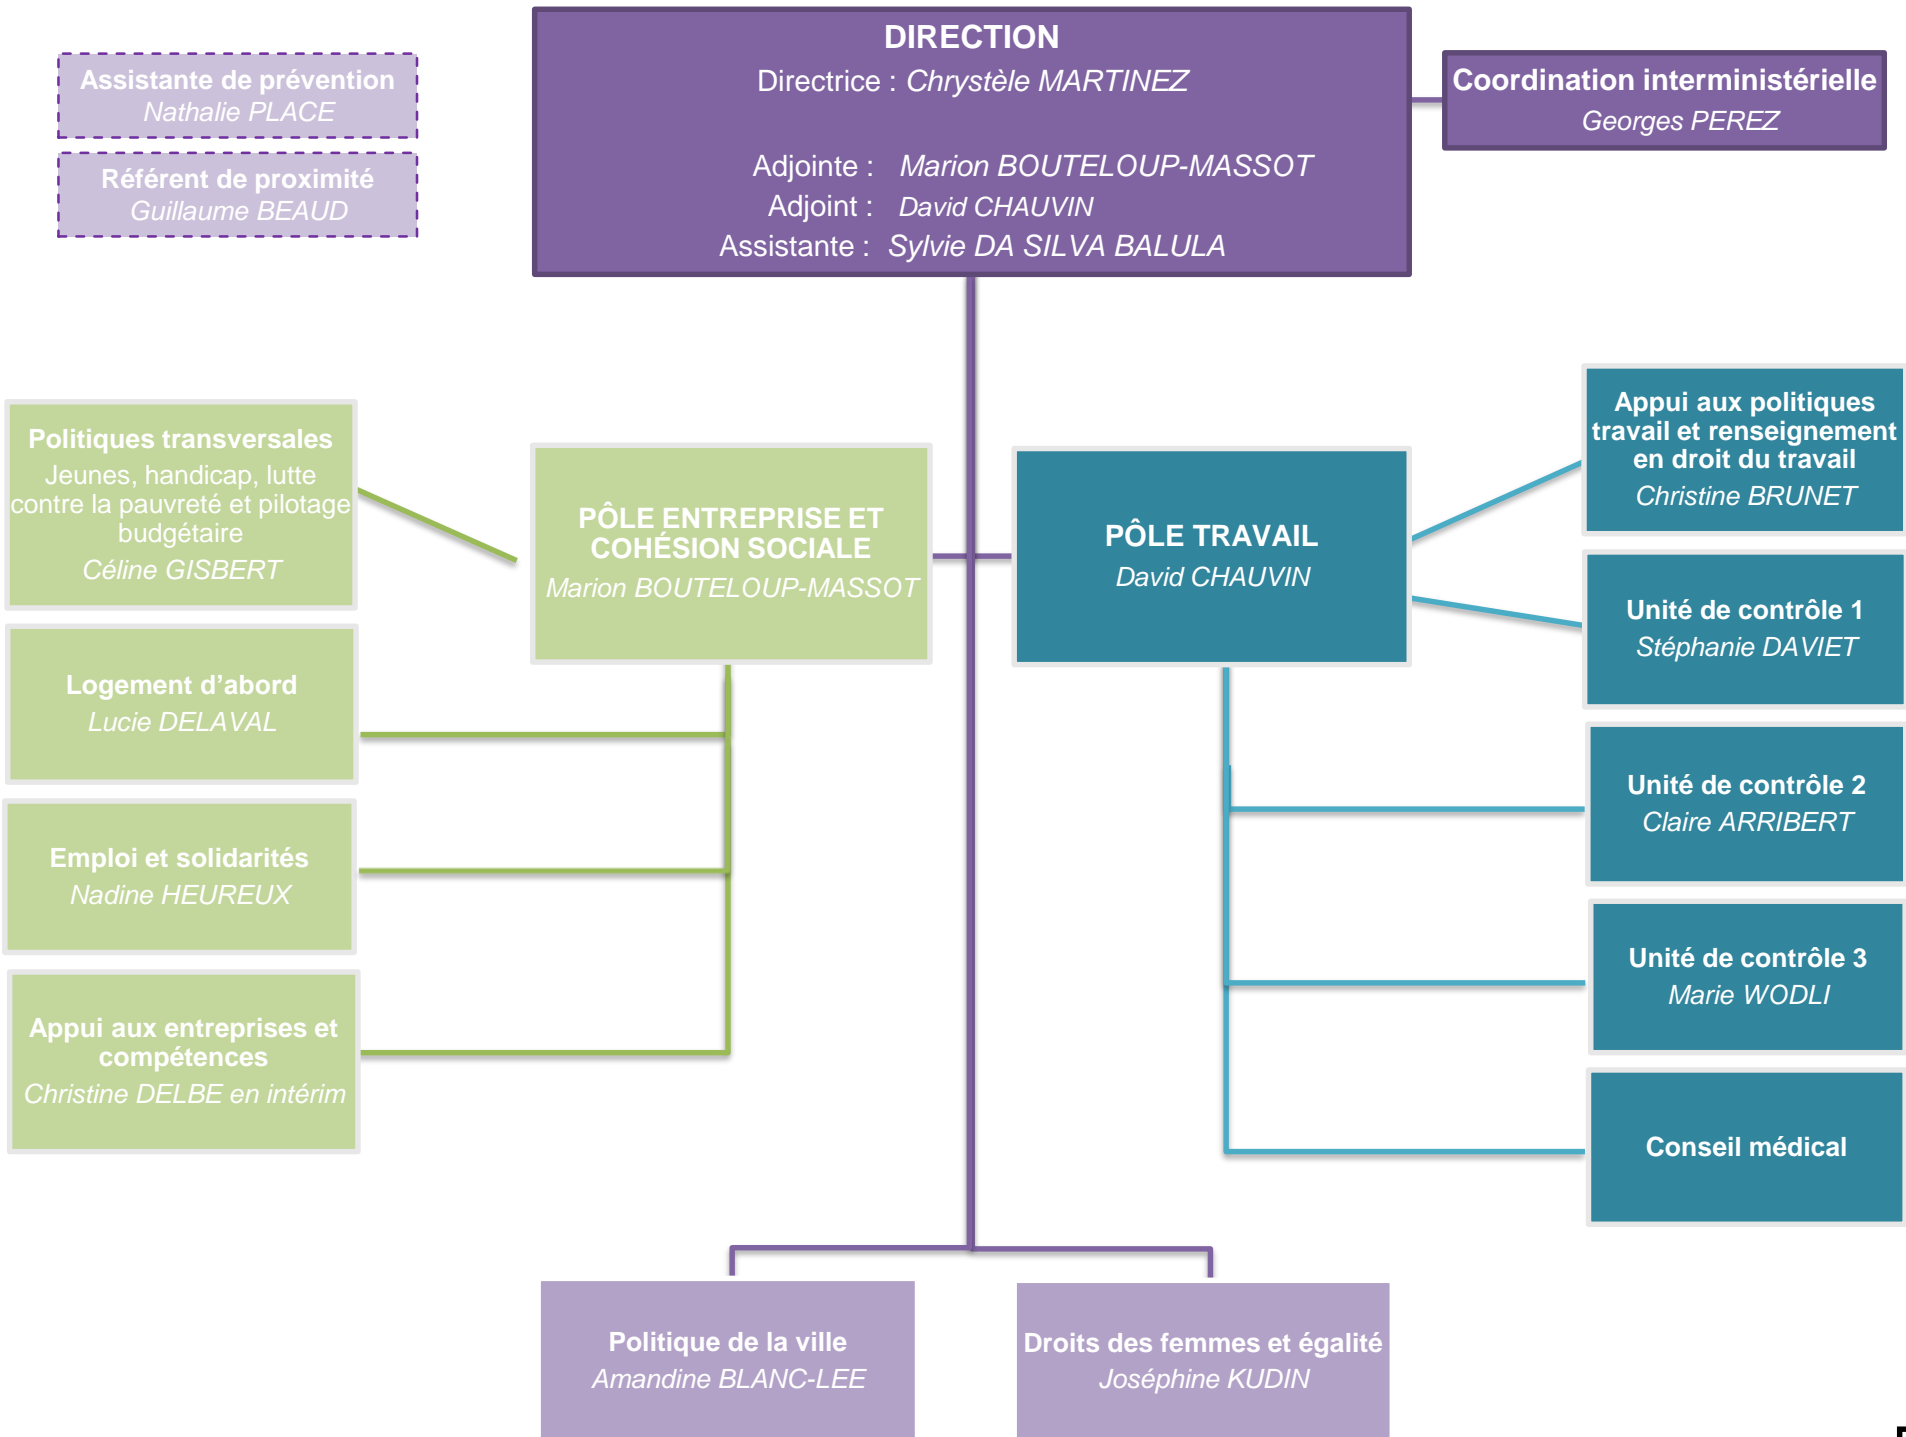 DIRECTION
Directrice : Chrystèle MARTINEZ
Adjointe : Marion BOUTELOUP-MASSOT
Adjoint : David CHAUVIN
Assistante : Sylvie DA SILVA BALULA
Assistante de prévention
Nathalie PLACE
Référent de proximité
Guillaume BEAUD
Coordination interministérielle
Georges PEREZ
Politiques transversales
Jeunes, handicap, lutte
contre la pauvreté et pilotage
budgétaire
Céline GISBERT
Logement d’abord
Lucie DELAVAL
Emploi et solidarités
Nadine HEUREUX
Appui aux entreprises et
compétences
Christine DELBE en intérim
PÔLE ENTREPRISE ET
COHÉSION SOCIALE
Marion BOUTELOUP-MASSOT
PÔLE TRAVAIL
David CHAUVIN
Appui aux politiques
travail et renseignement
en droit du travail
Christine BRUNET
Unité de contrôle 1
Stéphanie DAVIET
Unité de contrôle 2
Claire ARRIBERT
Unité de contrôle 3
Marie WODLI
Conseil médical
Politique de la ville
Amandine BLANC-LEE
Droits des femmes et égalité
Joséphine KUDIN